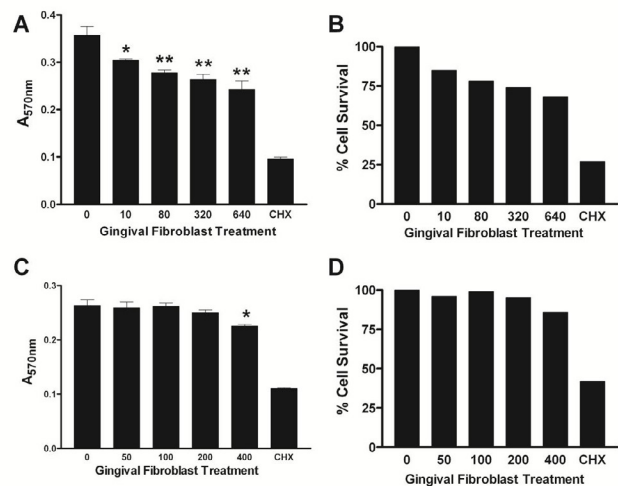 A
0.4
0.3
0.2
0.1
0.0
A570nm
*
**
**
**
0 10 80 320 640 CHX
Gingival Fibroblast Treatment
B
100
75
50
25
0
% Cell Survival
0 10 80 320 640 CHX
Gingival Fibroblast Treatment
C
0.3
0.2
0.1
0.0
A570nm
*
0 50 100 200 400 CHX
Gingival Fibroblast Treatment
D
100
75
50
25
0
% Cell Survival
0 50 100 200 400 CHX
Gingival Fibroblast Treatment